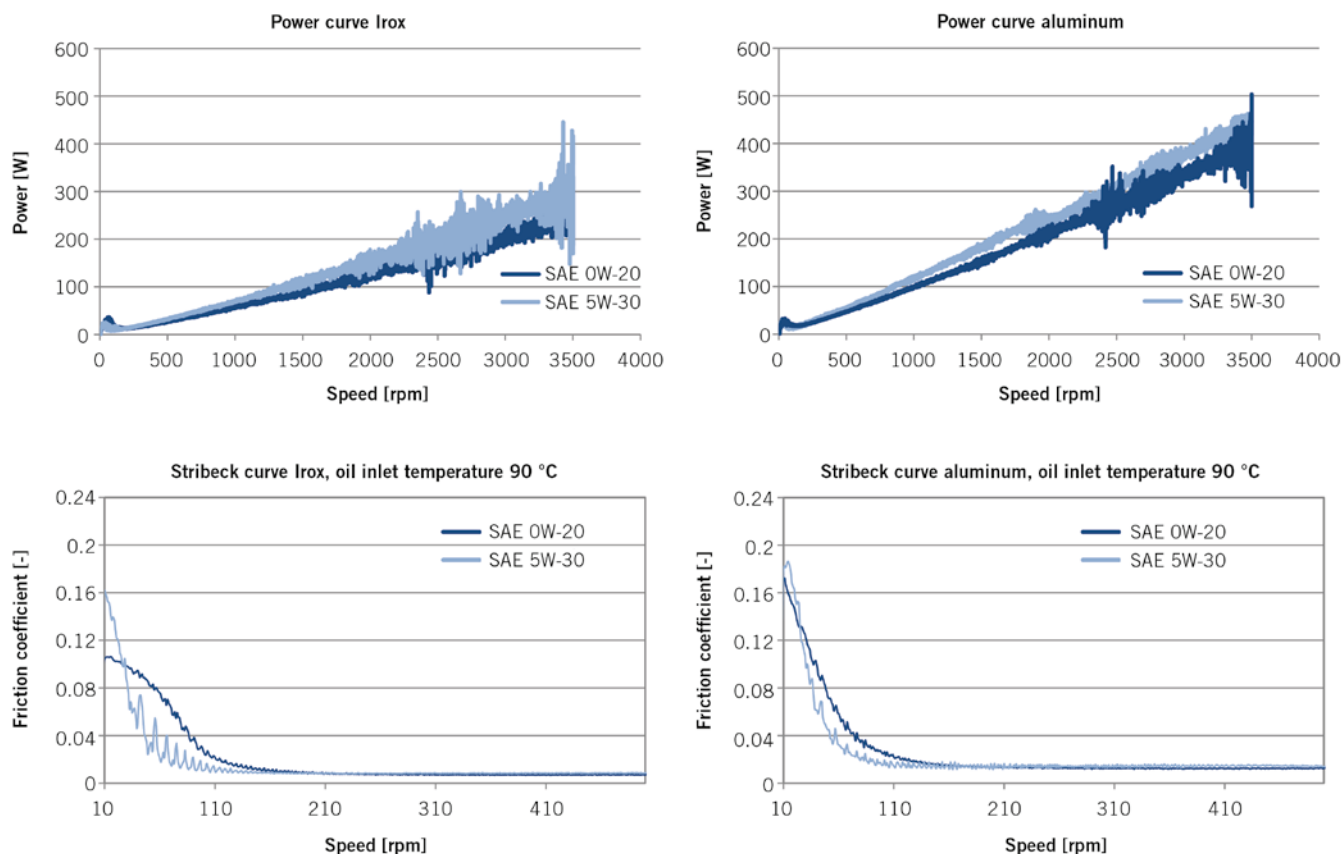 Power curve Irox
600
500
400
300
200
100
0
Power [W]
SAE 0W-20
SAE 5W-30
0 500 1000 1500 2000 2500 3000 3500 4000
Speed [rpm]
Power curve aluminum
600
500
400
300
200
100
0
Power [W]
SAE 0W-20
SAE 5W-30
0 500 1000 1500 2000 2500 3000 3500 4000
Speed [rpm]
Stribeck curve Irox, oil inlet temperature 90 °C
0.24
0.2
0.16
0.12
0.08
0.04
0
Friction coefficient [-]
SAE 0W-20
SAE 5W-30
10 110 210 310 410
Speed [rpm]
Stribeck curve aluminum, oil inlet temperature 90 °C
0.24
0.2
0.16
0.12
0.08
0.04
0
Friction coefficient [-]
SAE 0W-20
SAE 5W-30
10 110 210 310 410
Speed [rpm]